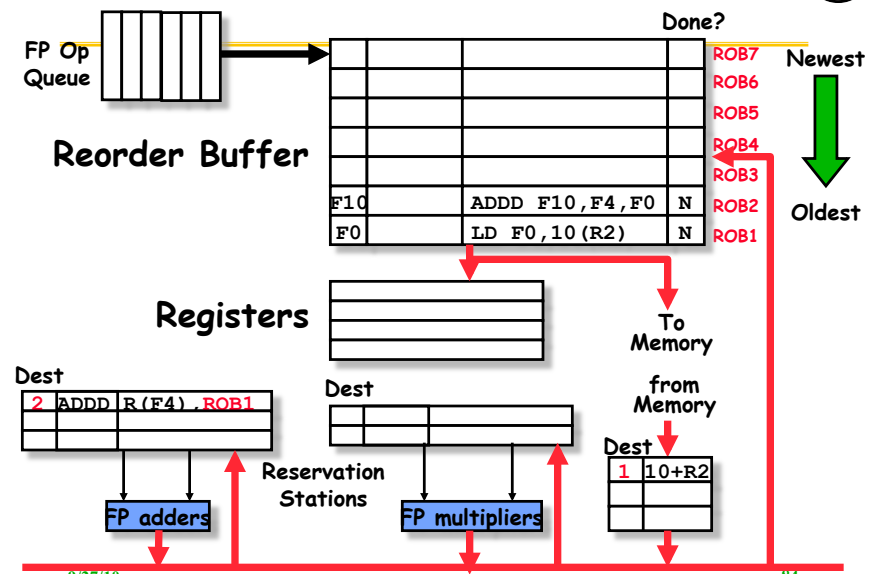 Done?
FP Op
Queue
ROB7
Newest
ROB6
ROB5
Reorder Buffer
ROB4
ROB3
F10 ADDD F10,F4,F0 N ROB2
Oldest
F0 LD F0,10(R2) N ROB1
Registers
To
Memory
Dest
2 ADDD R(F4),ROB1
Dest
from
Memory
Dest
1 10+R2
Reservation
Stations
FP adders
FP multipliers